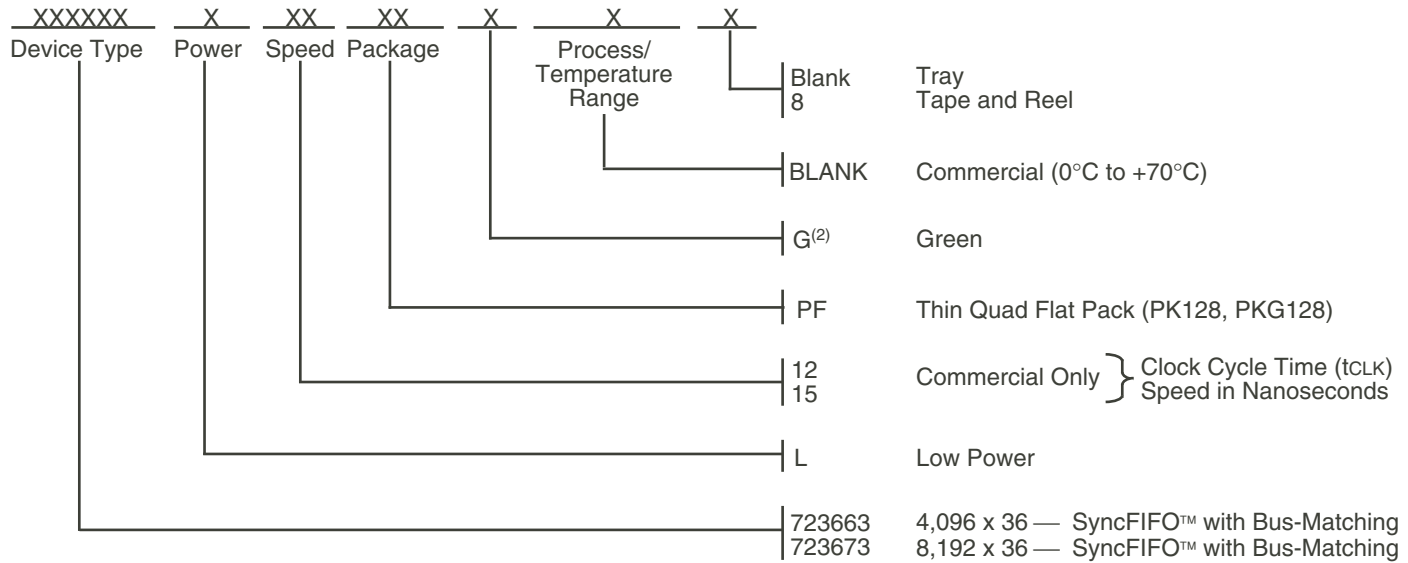 XXXXXX X XX XX X X X
Device Type Power Speed Package Process/
Temperature
Range
Blank Tray
8 Tape and Reel
BLANK Commercial (0°C to +70°C)
G(2) Green
PF Thin Quad Flat Pack (PK128, PKG128)
12
15
Commercial Only } Clock Cycle Time (tCLK)
Speed in Nanoseconds
L Low Power
723663 4,096 x 36 — SyncFIFO™ with Bus-Matching
723673 8,192 x 36 — SyncFIFO™ with Bus-Matching